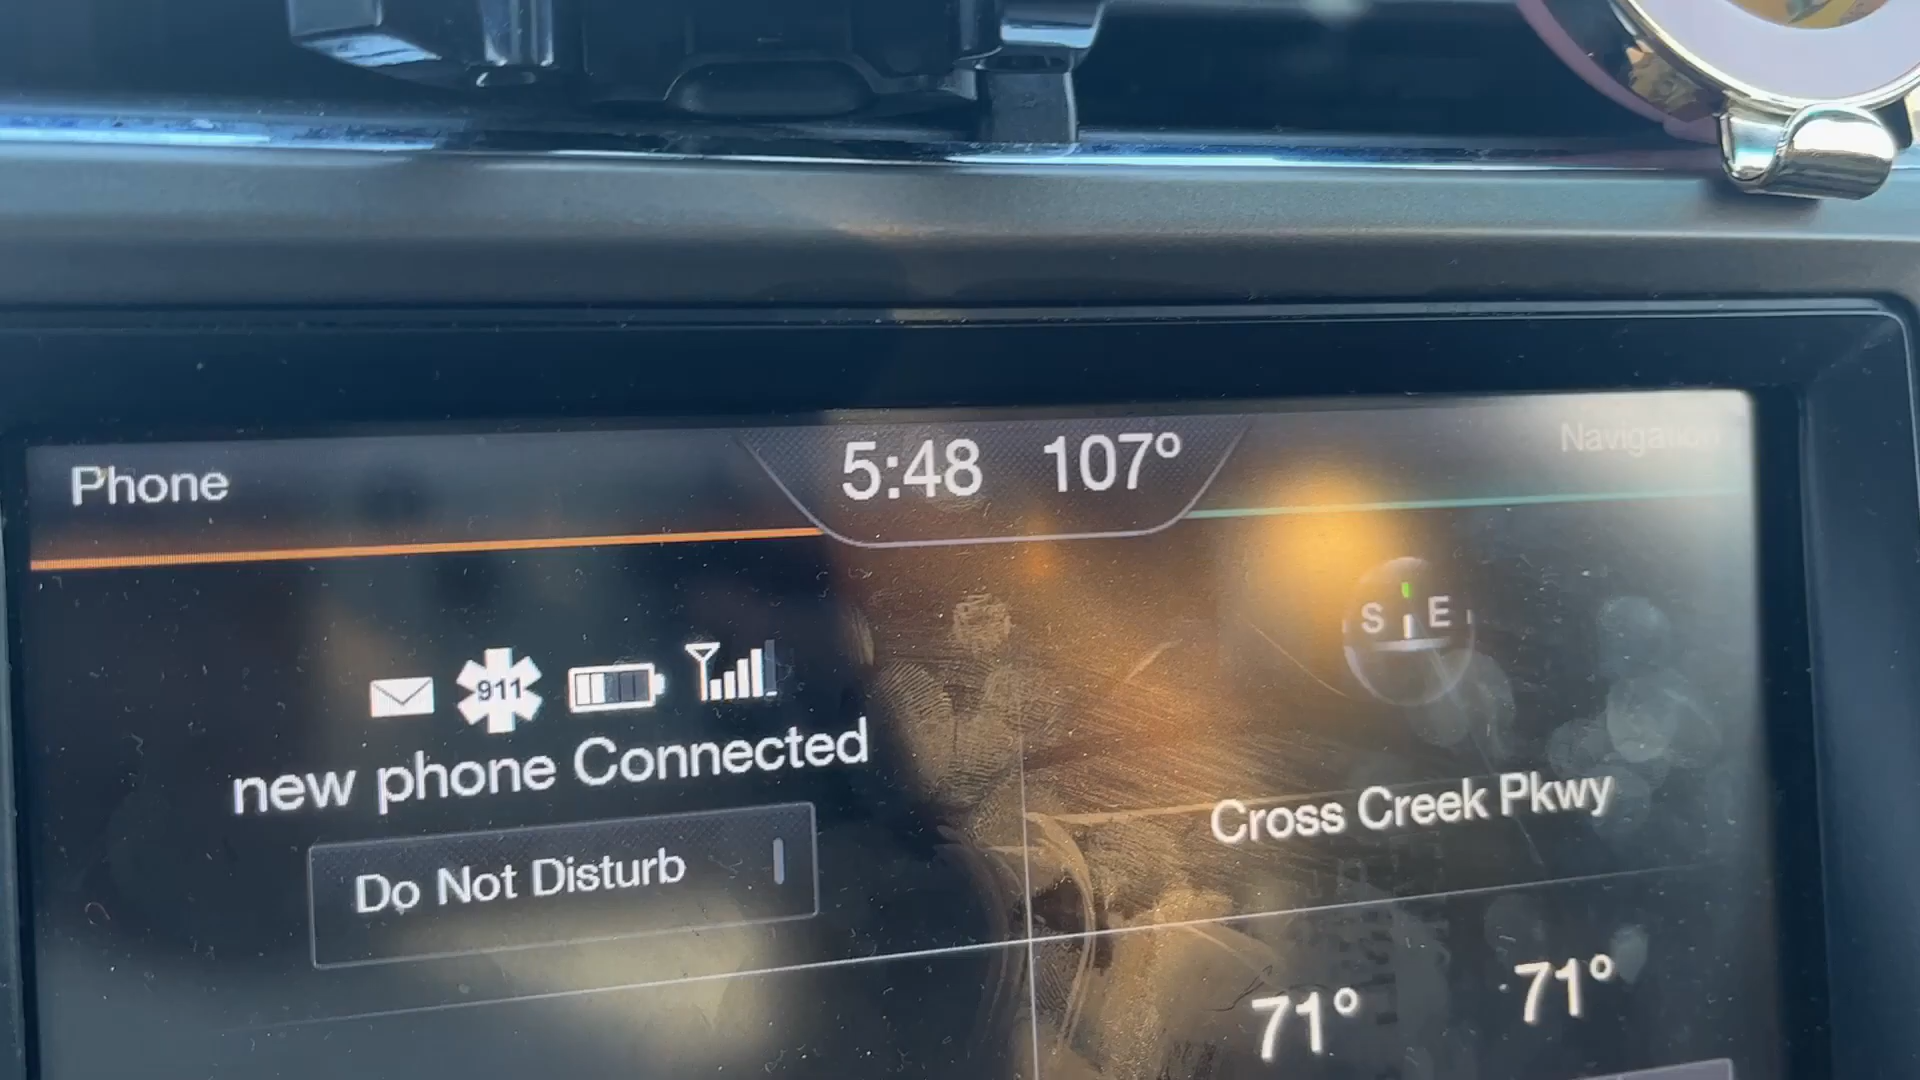 Phone
5:48 107°
Navigation
S E
911
new phone Connected
Do Not Disturb
Cross Creek Pkwy
71° 71°